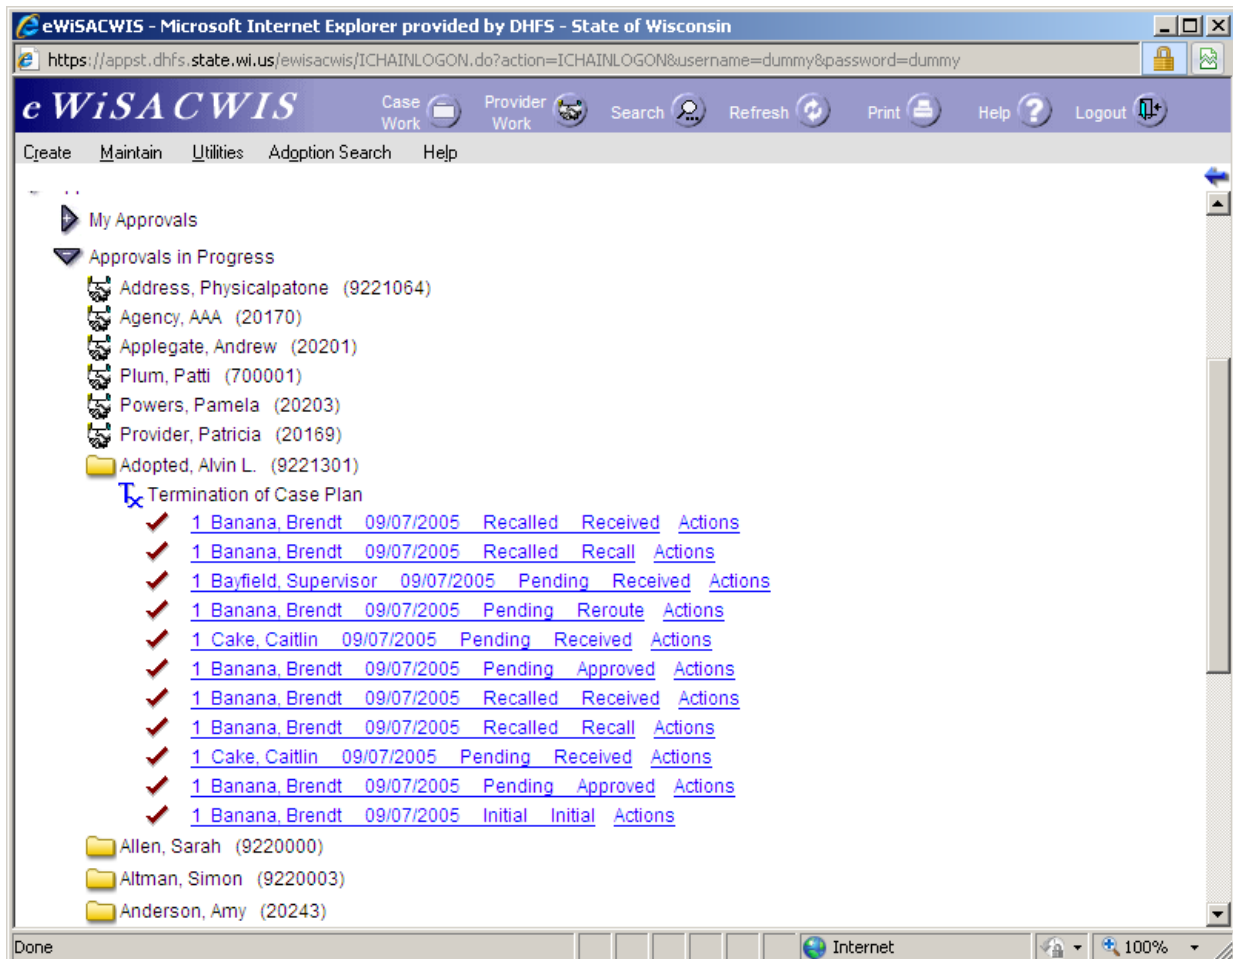 eWiSACWIS - Microsoft Internet Explorer provided by DHFS - State of Wisconsin
https://appst.dhfs.state.wi.us/ewisacwis/ICHAINLOGON.do?action=ICHAINLOGON&username=dummy&password=dummy
eWiSACWIS Case Work Provider Work Search Refresh Print Help Logout
Create Maintain Utilities Adoption Search Help
My Approvals
Approvals in Progress
Address, Physicalpatone (9221064)
Agency, AAA (20170)
Applegate, Andrew (20201)
Plum, Patti (700001)
Powers, Pamela (20203)
Provider, Patricia (20169)
Adopted, Alvin L. (9221301)
Tx Termination of Case Plan
1 Banana, Brendt 09/07/2005 Recalled Received Actions
1 Banana, Brendt 09/07/2005 Recalled Recall Actions
1 Bayfield, Supervisor 09/07/2005 Pending Received Actions
1 Banana, Brendt 09/07/2005 Pending Reroute Actions
1 Cake, Caitlin 09/07/2005 Pending Received Actions
1 Banana, Brendt 09/07/2005 Pending Approved Actions
1 Banana, Brendt 09/07/2005 Recalled Received Actions
1 Banana, Brendt 09/07/2005 Recalled Recall Actions
1 Cake, Caitlin 09/07/2005 Pending Received Actions
1 Banana, Brendt 09/07/2005 Pending Approved Actions
1 Banana, Brendt 09/07/2005 Initial Initial Actions
Allen, Sarah (9220000)
Altman, Simon (9220003)
Anderson, Amy (20243)
Done Internet 100%